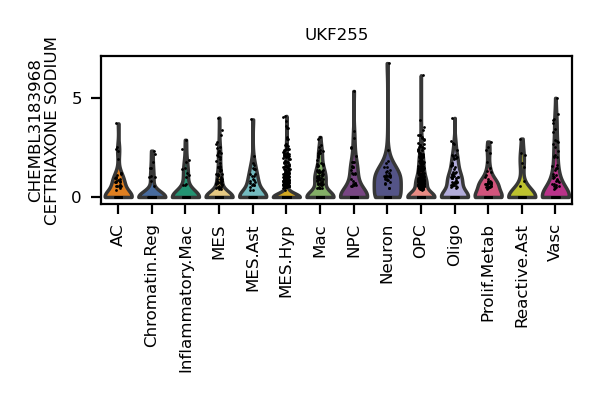 UKF255
CHEMBL3183968
CEFTRIAXONE SODIUM
5
0
AC
Chromatin.Reg
Inflammatory.Mac
MES
MES.Ast
MES.Hyp
Mac
NPC
Neuron
OPC
Oligo
Prolif.Metab
Reactive.Ast
Vasc